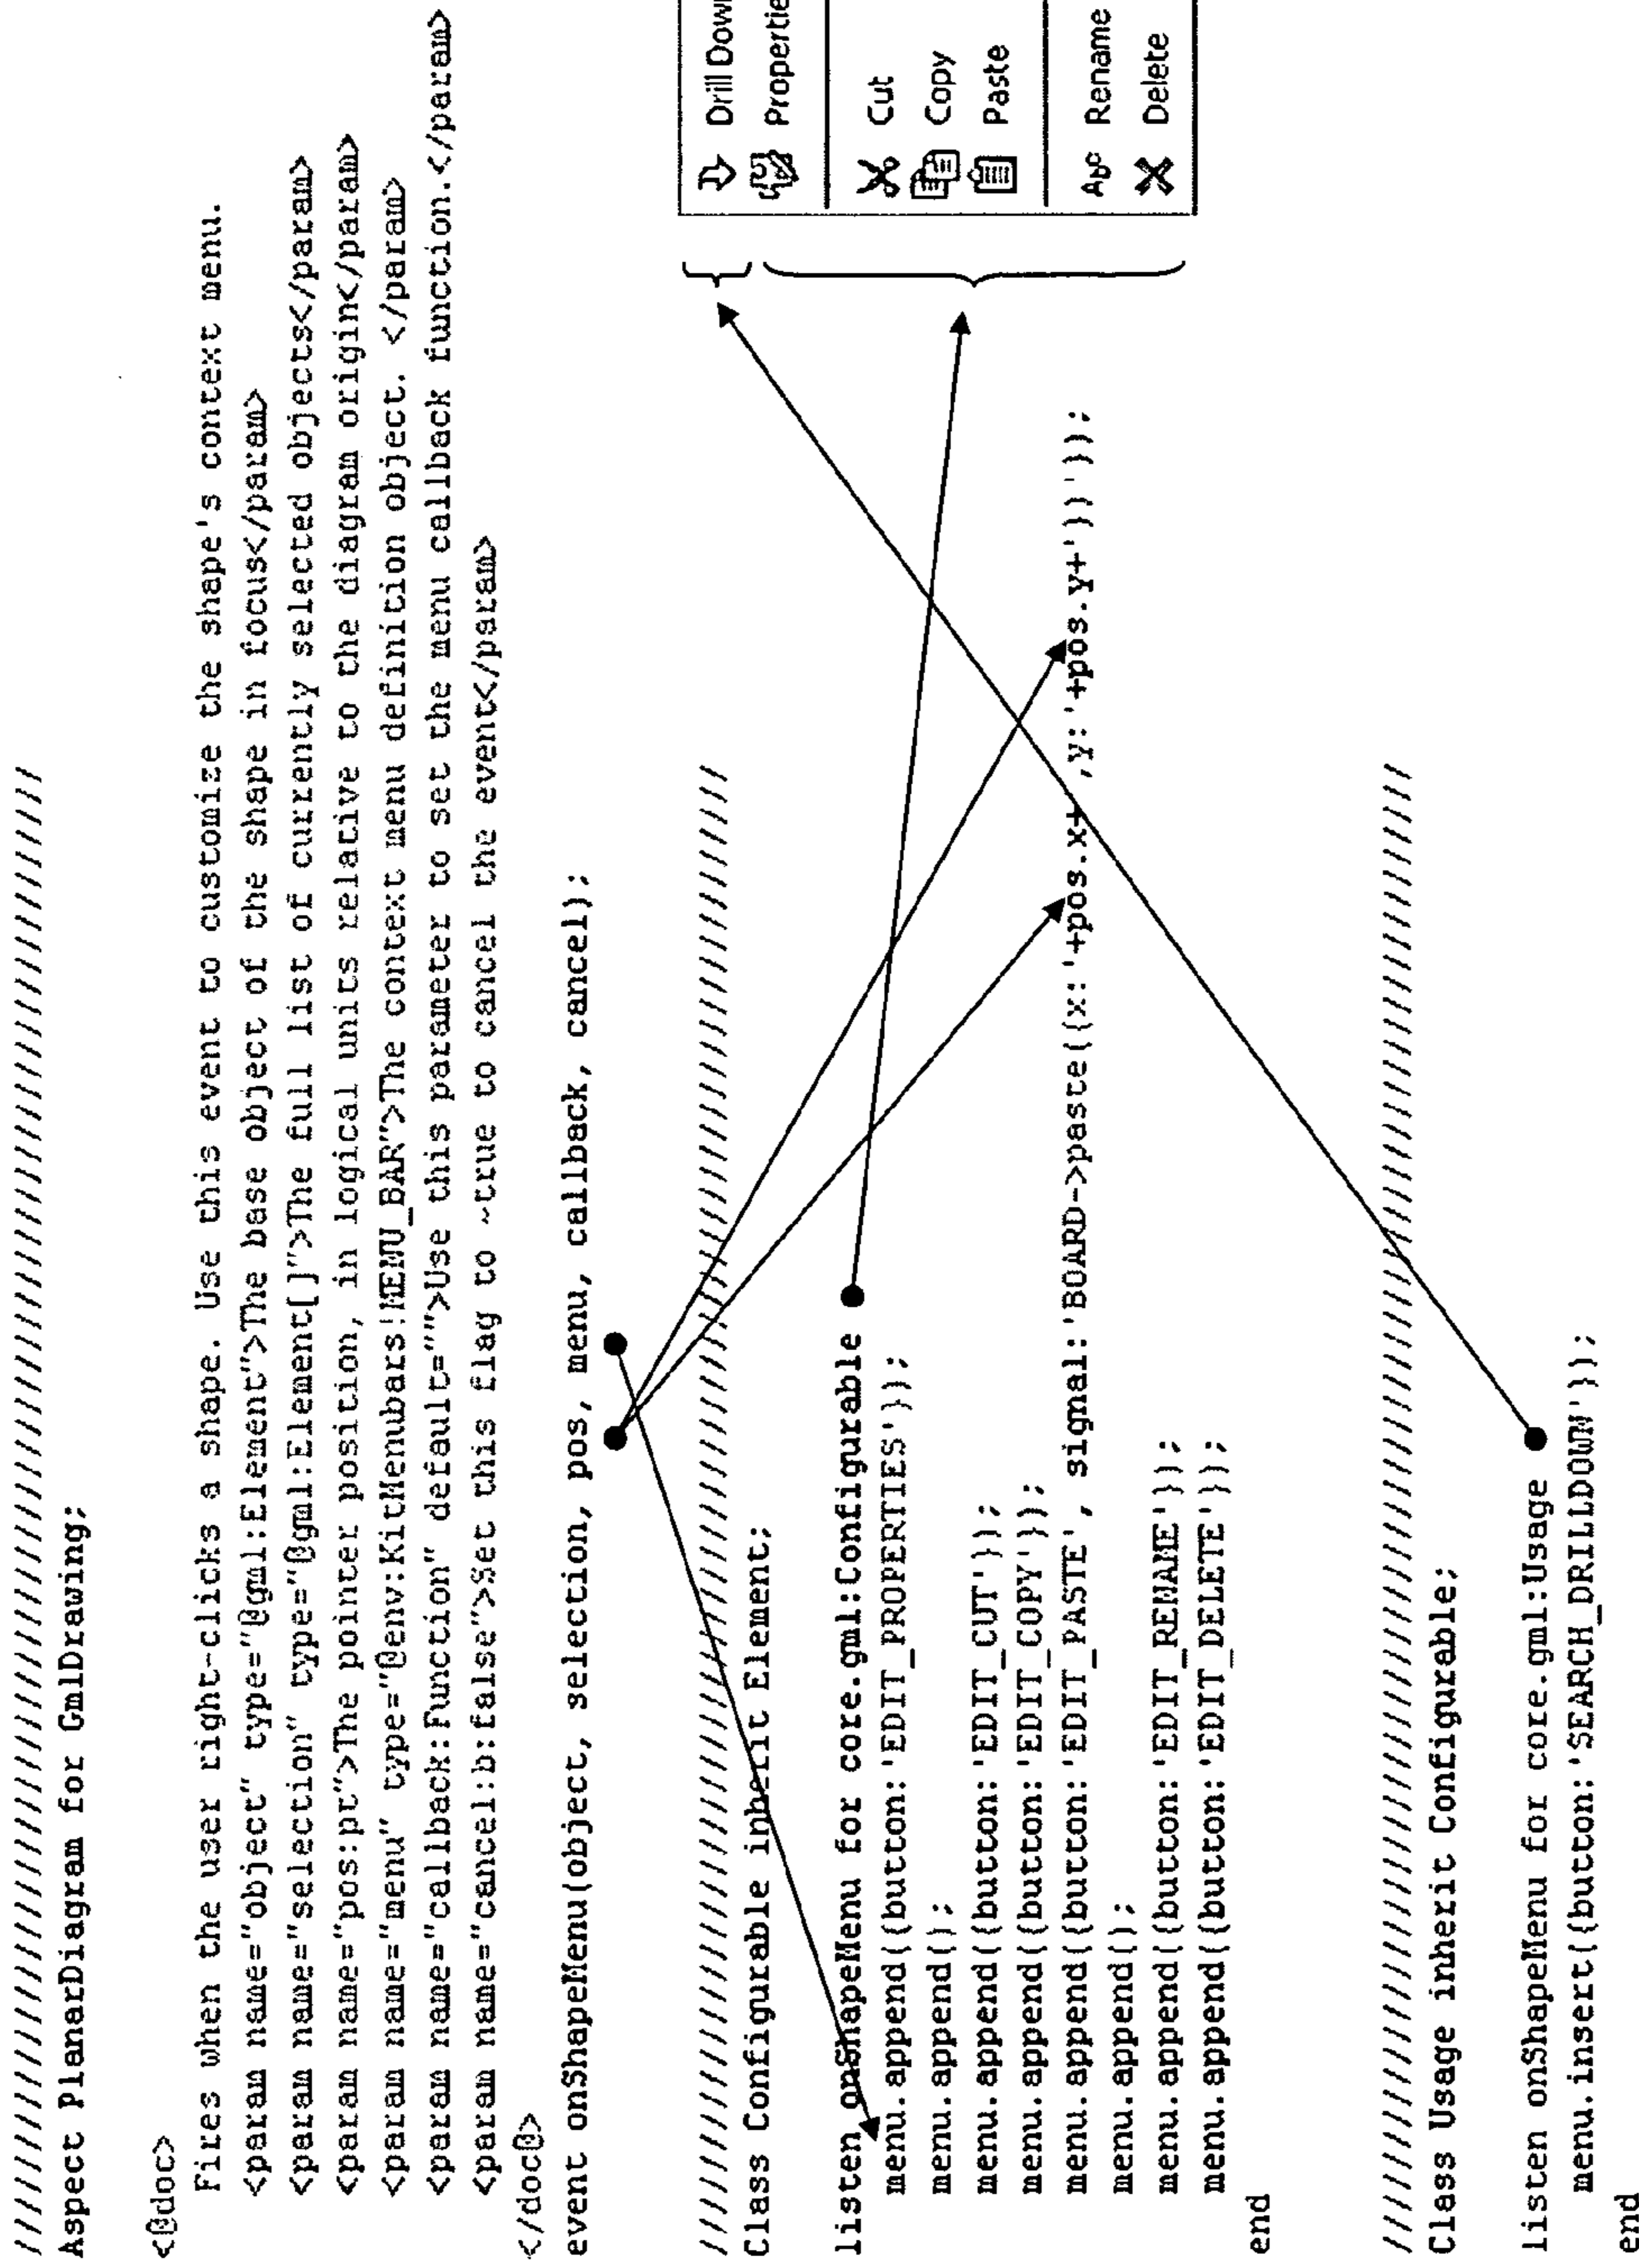 ////////////////////////////////////////////////////////////
Aspect PlanarDiagram for GmlDrawing;
<@doc>
Fires when the user right-clicks a shape. Use this event to customize the shape's context menu.
<param name="object" type="@gml:Element">The base object of the shape in focus</param>
<param name="selection" type="@gml:Element[]">The full list of currently selected objects</param>
<param name="pos:pt">The pointer position, in logical units relative to the diagram origin</param>
<param name="menu" type="@env:KitMenubars!MENU_BAR">The context menu definition object. </param>
<param name="callback:Function" default="">Use this parameter to set the menu callback function.</param>
<param name="cancel:b:false">Set this flag to ~true to cancel the event</param>
</doc@>
event onShapeMenu(object, selection, pos, menu, callback, cancel);
////////////////////////////////////////////////////////////
Class Configurable inherit Element;
listen onShapeMenu for core.gml:Configurable
menu.append({button:'EDIT_PROPERTIES'});
menu.append();
menu.append({button:'EDIT_CUT'});
menu.append({button:'EDIT_COPY'});
menu.append({button:'EDIT_PASTE', signal:'BOARD->paste({x:'+pos.x+',y:'+pos.y+'})'});
menu.append();
menu.append({button:'EDIT_RENAME'});
menu.append({button:'EDIT_DELETE'});
end
Drill Down
Properties
Cut
Copy
Paste
Abc Rename
Delete
////////////////////////////////////////////////////////////
Class Usage inherit Configurable;
listen onShapeMenu for core.gml:Usage
menu.insert({button:'SEARCH_DRILLDOWN'});
end